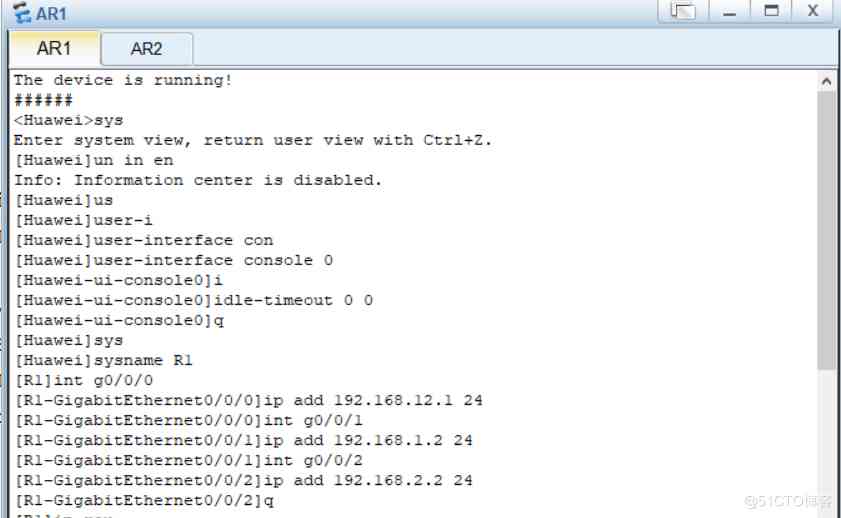 AR1
AR1 AR2
The device is running!
######
<Huawei>sys
Enter system view, return user view with Ctrl+Z.
[Huawei]un in en
Info: Information center is disabled.
[Huawei]us
[Huawei]user-i
[Huawei]user-interface con
[Huawei]user-interface console 0
[Huawei-ui-console0]i
[Huawei-ui-console0]idle-timeout 0 0
[Huawei-ui-console0]q
[Huawei]sys
[Huawei]sysname R1
[R1]int g0/0/0
[R1-GigabitEthernet0/0/0]ip add 192.168.12.1 24
[R1-GigabitEthernet0/0/0]int g0/0/1
[R1-GigabitEthernet0/0/1]ip add 192.168.1.2 24
[R1-GigabitEthernet0/0/1]int g0/0/2
[R1-GigabitEthernet0/0/2]ip add 192.168.2.2 24
[R1-GigabitEthernet0/0/2]q
@51CTO博客